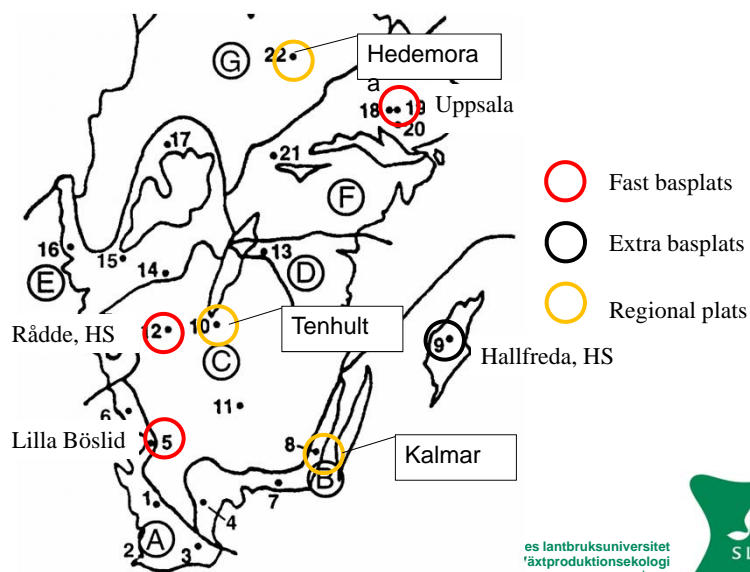 22
Hedemora
a
G
18
19
Uppsala
20
17
21
Fast basplats
F
16
15
13
Extra basplats
E
14
D
Regional plats
10
Tenhult
Rådde, HS
12
9
C
Hallfreda, HS
6
11
Lilla Böslid
5
8
Kalmar
B
7
1
4
A
2
3
es lantbruksuniversitet
äxtproduktionsekologi
SL